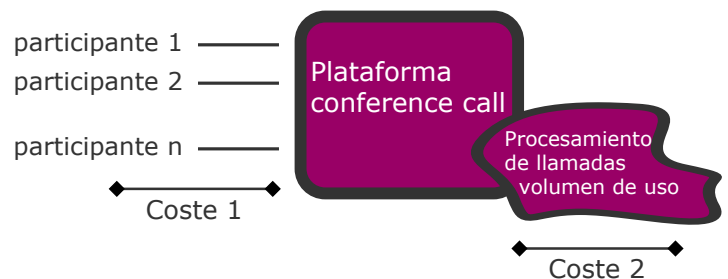 participante 1
participante 2
participante n
Coste 1
Plataforma
conference call
Procesamiento
de llamadas
volumen de uso
Coste 2